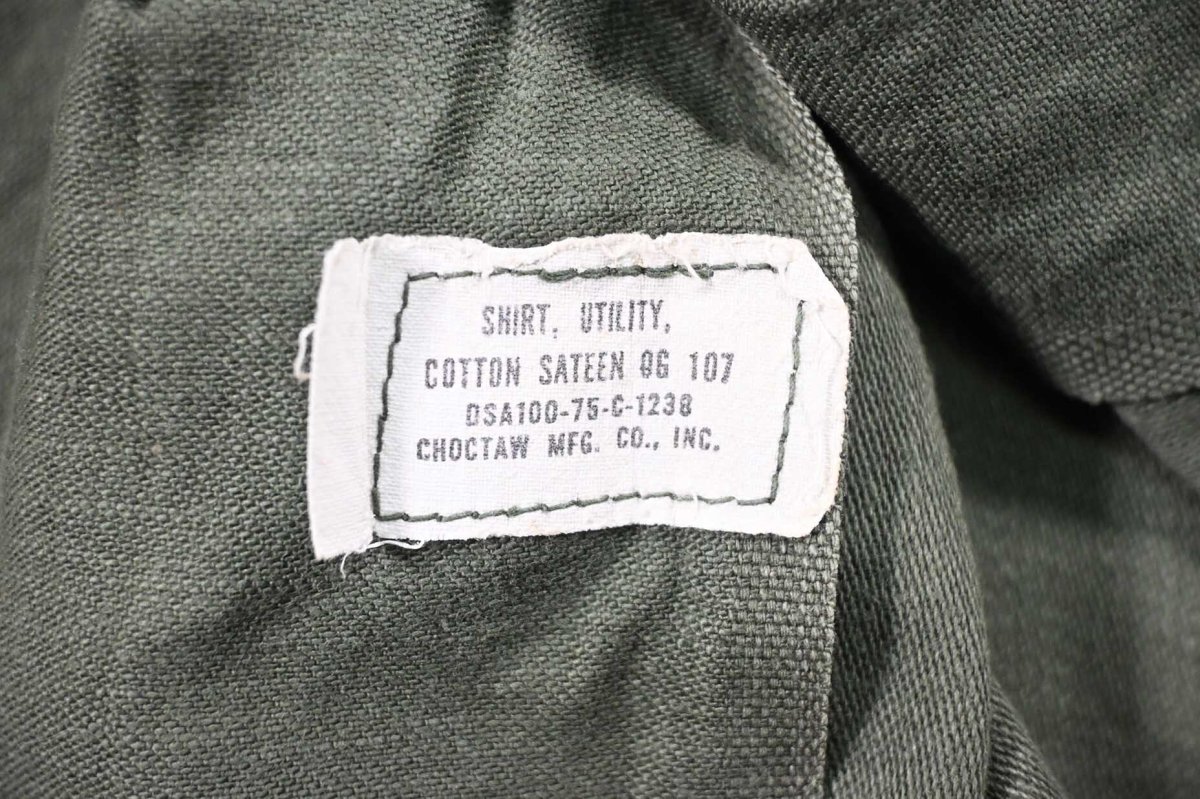 SHIRT, UTILITY,
COTTON SATEEN OG 107
DSA100-75-C-1238
CHOCTAW MFG. CO., INC.